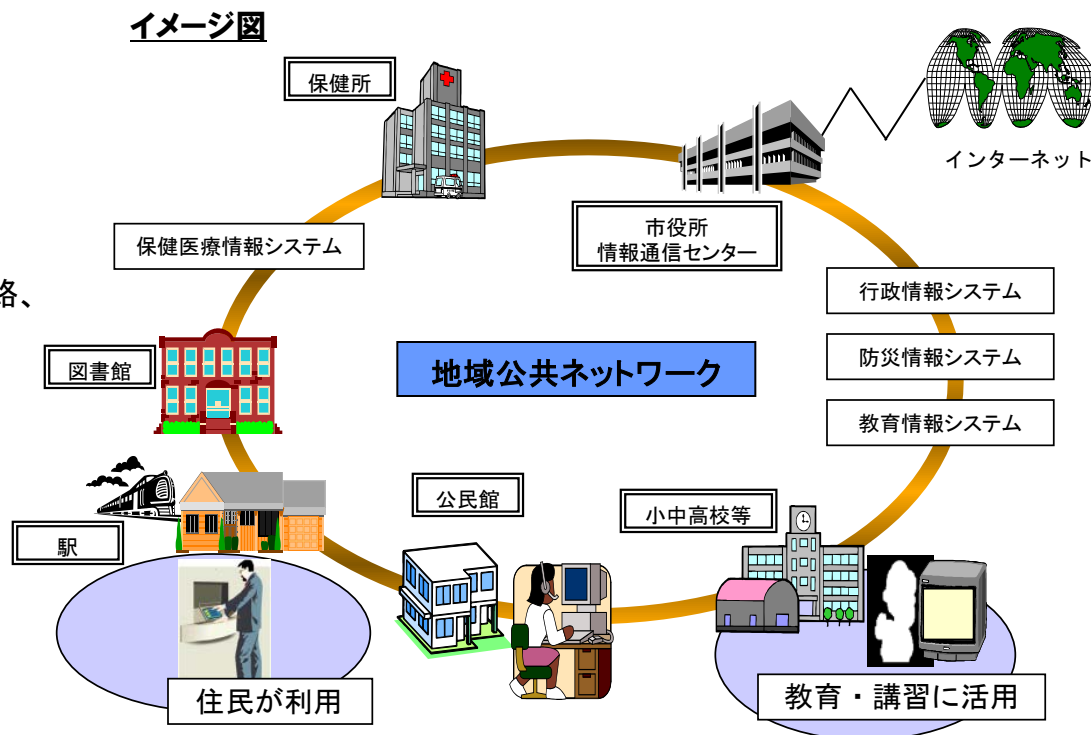 イメージ図
保健所
インターネット
市役所
情報通信センター
保健医療情報システム
行政情報システム
絡、
防災情報システム
図書館
地域公共ネットワーク
教育情報システム
公民館
小中高校等
駅
住民が利用
教育・講習に活用